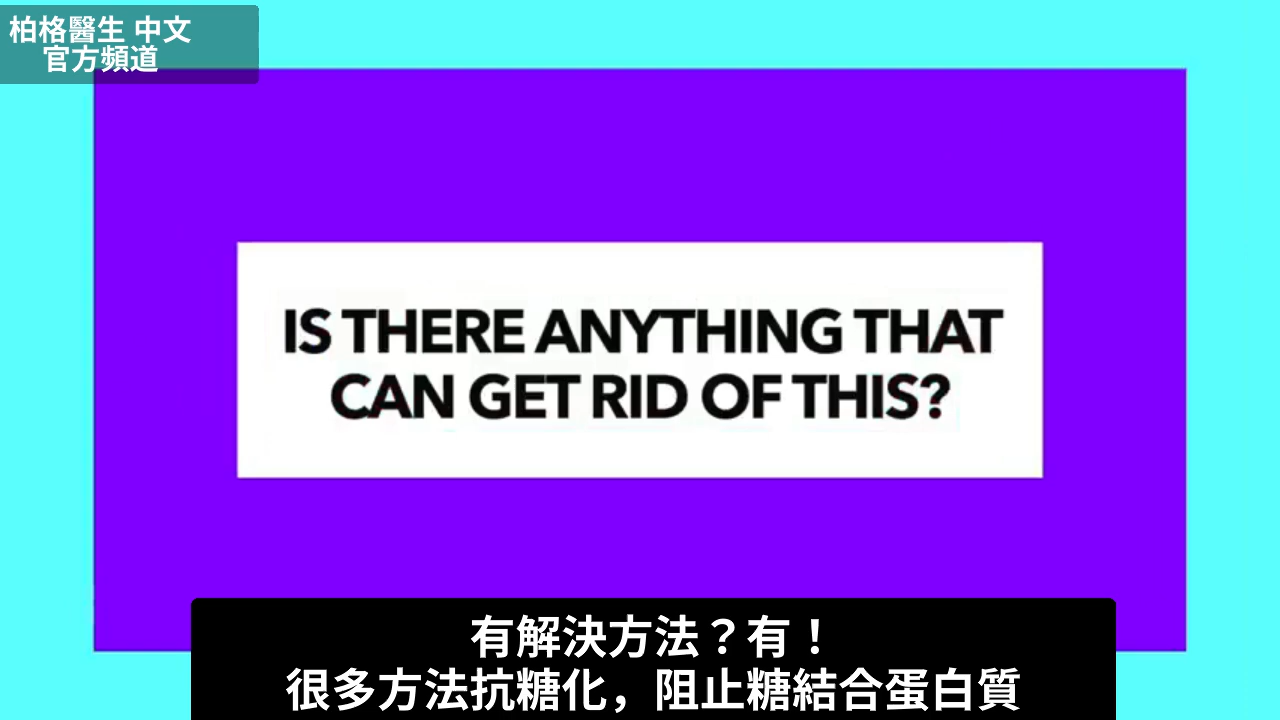 柏格醫生 中文
官方頻道
IS THERE ANYTHING THAT
CAN GET RID OF THIS?
有解決方法？有！
很多方法抗糖化，阻止糖結合蛋白質